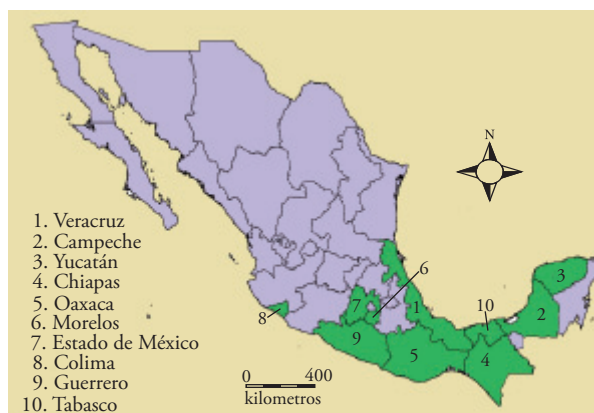 N
1. Veracruz
2. Campeche
3. Yucatán
4. Chiapas
5. Oaxaca
6. Morelos
7. Estado de México
8. Colima
9. Guerrero
10. Tabasco
0 400
kilometros
6
3
10
1
7
2
8
9
5
4